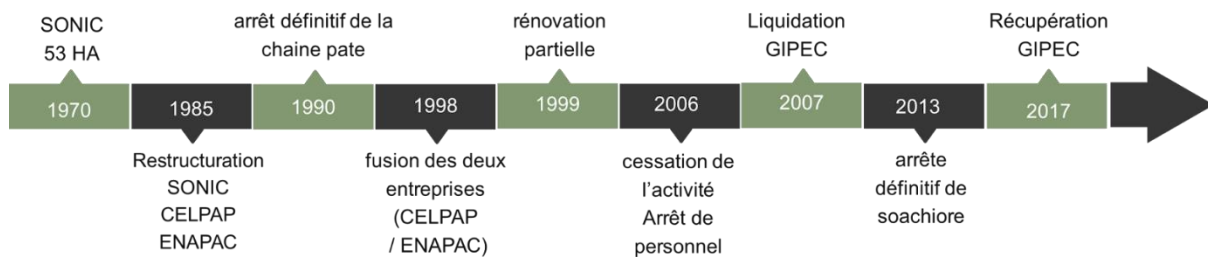 SONIC
53 HA
arrêt définitif de la
chaine pate
rénovation
partielle
Liquidation
GIPEC
Récupération
GIPEC
1970
1985
1990
1998
1999
2006
2007
2013
2017
Restructuration
SONIC
CELPAP
ENAPAC
fusion des deux
entreprises
(CELPAP
/ ENAPAC)
cessation de
l'activité
Arrêt de
personnel
arrête
définitif de
soachiore